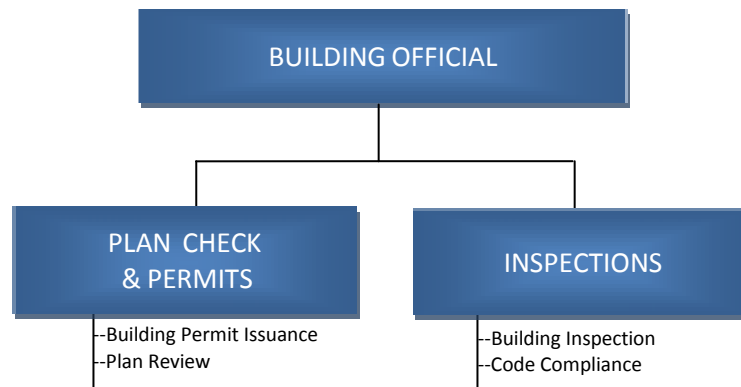 BUILDING OFFICIAL
PLAN CHECK
& PERMITS
--Building Permit Issuance
--Plan Review
INSPECTIONS
--Building Inspection
--Code Compliance